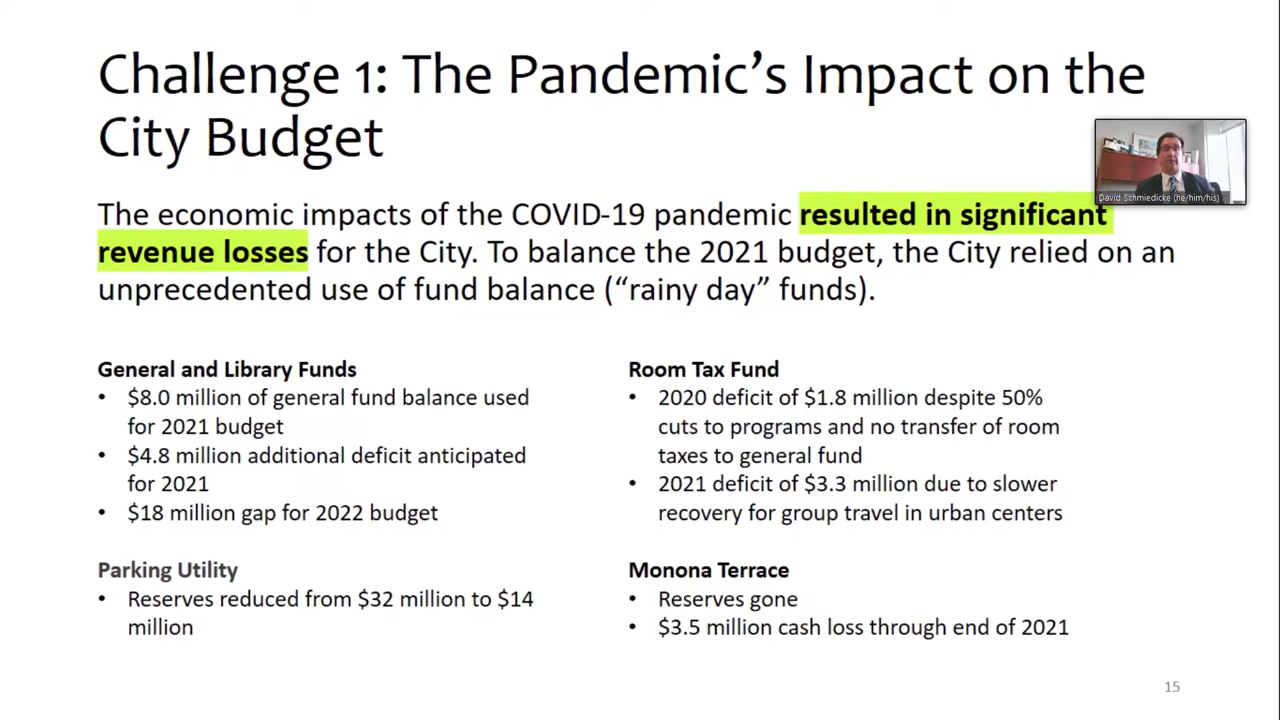 Challenge 1: The Pandemic’s Impact on the
City Budget
David Schmiedicke (he/him/his)
The economic impacts of the COVID-19 pandemic resulted in significant
revenue losses for the City. To balance the 2021 budget, the City relied on an
unprecedented use of fund balance (“rainy day” funds).
General and Library Funds
• $8.0 million of general fund balance used
for 2021 budget
• $4.8 million additional deficit anticipated
for 2021
• $18 million gap for 2022 budget
Parking Utility
• Reserves reduced from $32 million to $14
million
Room Tax Fund
• 2020 deficit of $1.8 million despite 50%
cuts to programs and no transfer of room
taxes to general fund
• 2021 deficit of $3.3 million due to slower
recovery for group travel in urban centers
Monona Terrace
• Reserves gone
• $3.5 million cash loss through end of 2021
15